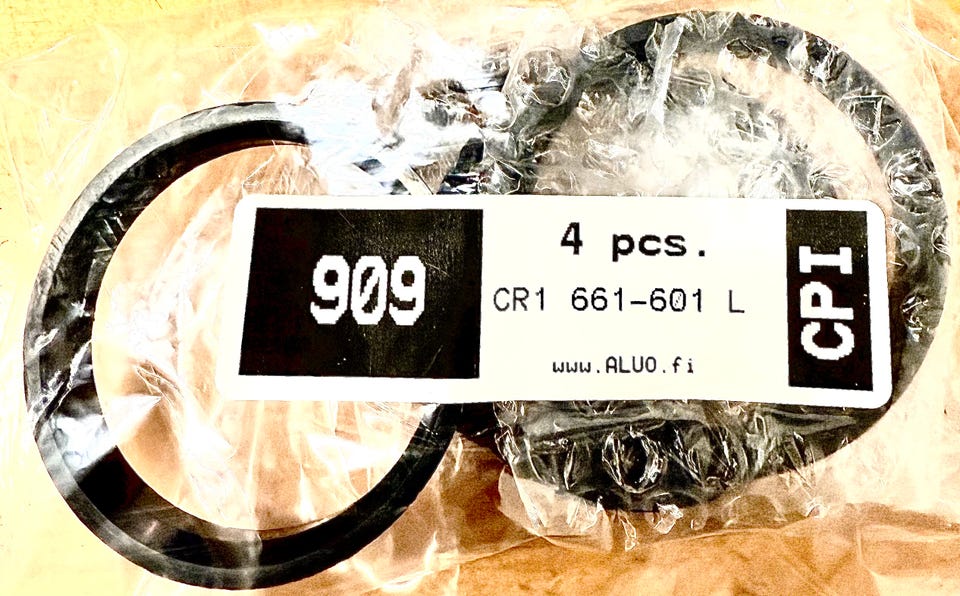 909
4 pcs.
CR1 661-601 L
www.ALUO.fi
CPI